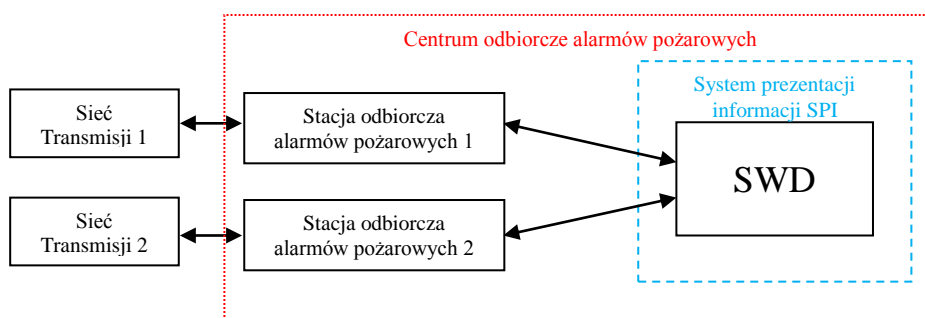 Centrum odbiorcze alarmów pożarowych
System prezentacji
informacji SPI
Sieć
Transmisji 1
Stacja odbiorcza
alarmów pożarowych 1
SWD
Sieć
Transmisji 2
Stacja odbiorcza
alarmów pożarowych 2